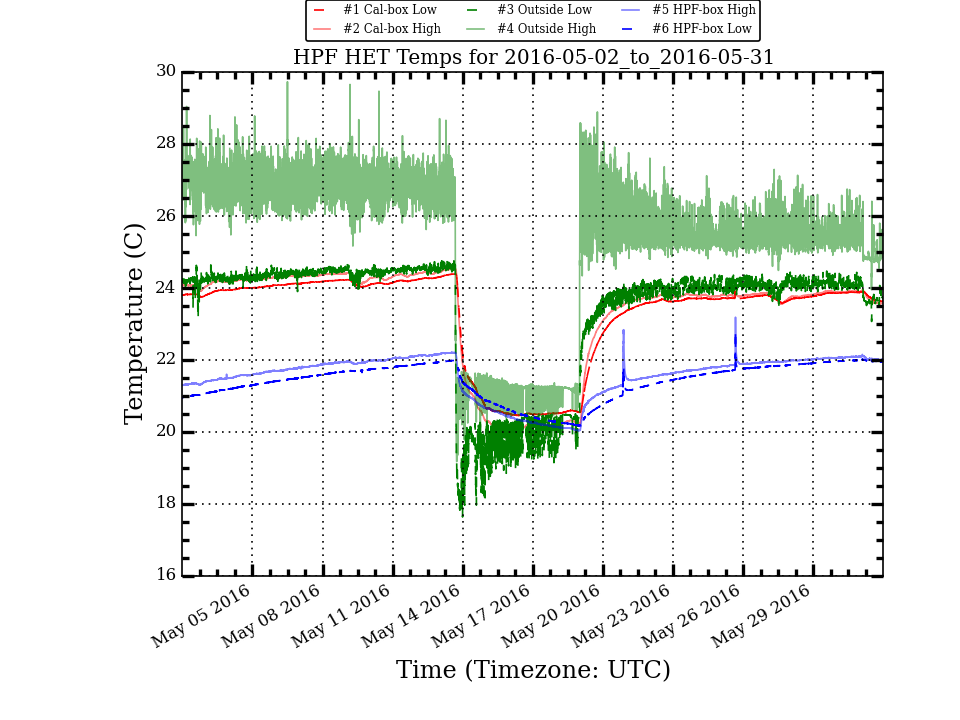 #1 Cal-box Low #3 Outside Low #5 HPF-box High
#2 Cal-box High #4 Outside High #6 HPF-box Low
HPF HET Temps for 2016-05-02_to_2016-05-31
30
28
26
24
22
20
18
16
Temperature (C)
May 05 2016 May 08 2016 May 11 2016 May 14 2016 May 17 2016 May 20 2016 May 23 2016 May 26 2016 May 29 2016
Time (Timezone: UTC)